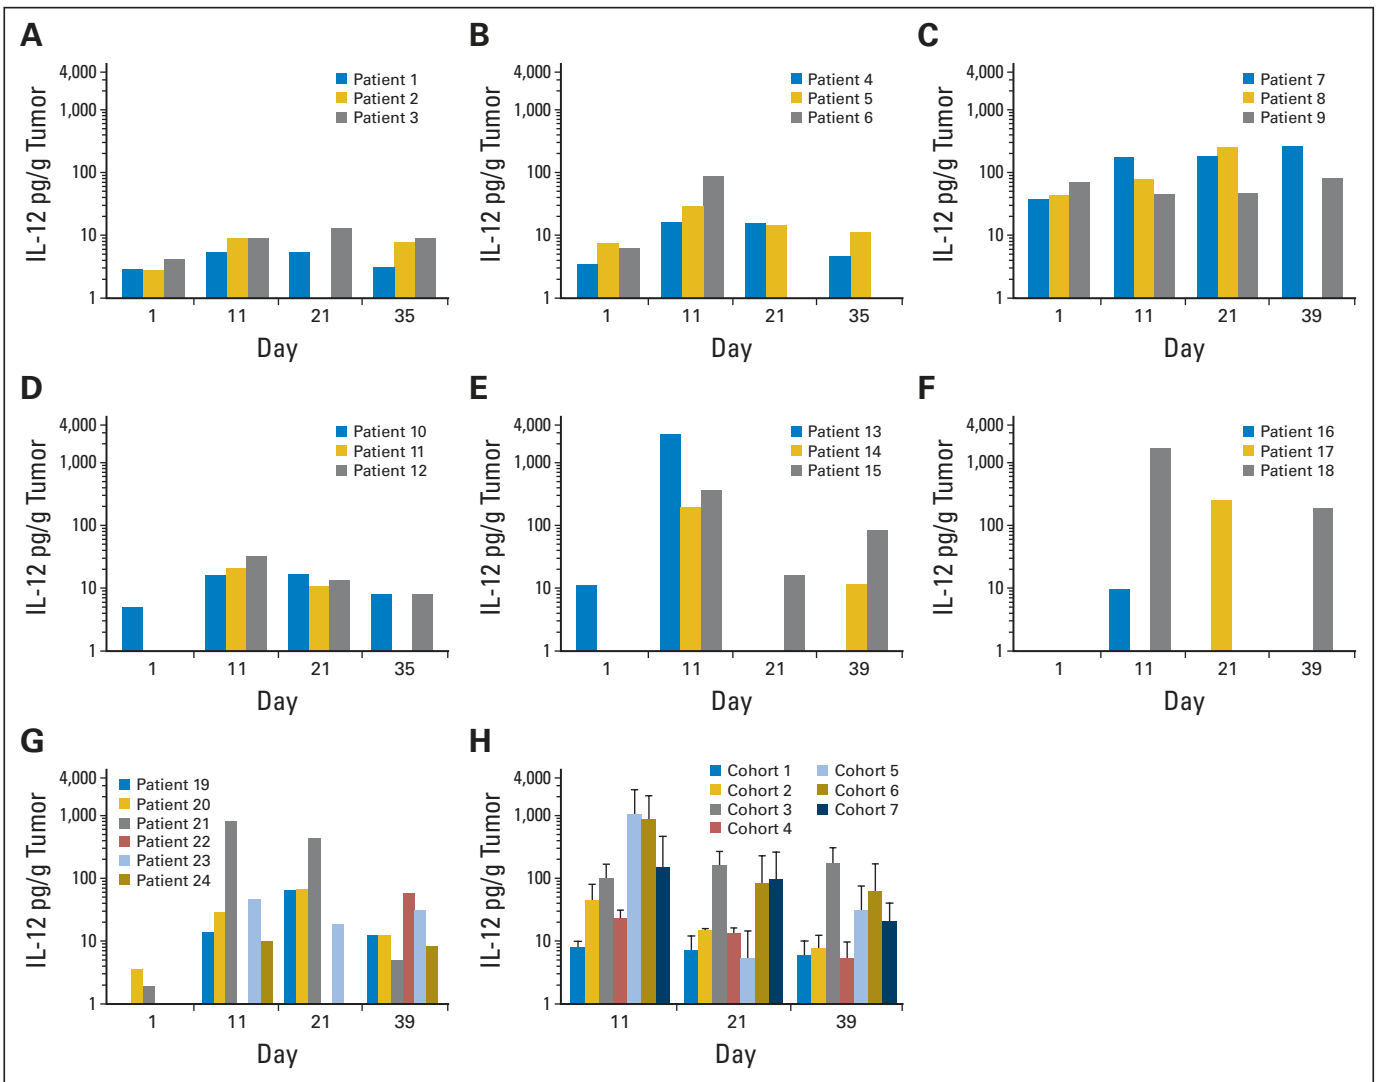 A
IL-12 pg/g Tumor
4,000
1,000
100
10
1
Patient 1
Patient 2
Patient 3
1 11 21 35
Day
B
IL-12 pg/g Tumor
4,000
1,000
100
10
1
Patient 4
Patient 5
Patient 6
1 11 21 35
Day
C
IL-12 pg/g Tumor
4,000
1,000
100
10
1
Patient 7
Patient 8
Patient 9
1 11 21 39
Day
D
IL-12 pg/g Tumor
4,000
1,000
100
10
1
Patient 10
Patient 11
Patient 12
1 11 21 35
Day
E
IL-12 pg/g Tumor
4,000
1,000
100
10
1
Patient 13
Patient 14
Patient 15
1 11 21 39
Day
F
IL-12 pg/g Tumor
4,000
1,000
100
10
1
Patient 16
Patient 17
Patient 18
1 11 21 39
Day
G
IL-12 pg/g Tumor
4,000
1,000
100
10
1
Patient 19
Patient 20
Patient 21
Patient 22
Patient 23
Patient 24
1 11 21 39
Day
H
IL-12 pg/g Tumor
4,000
1,000
100
10
1
Cohort 1 Cohort 5
Cohort 2 Cohort 6
Cohort 3 Cohort 7
Cohort 4
11 21 39
Day